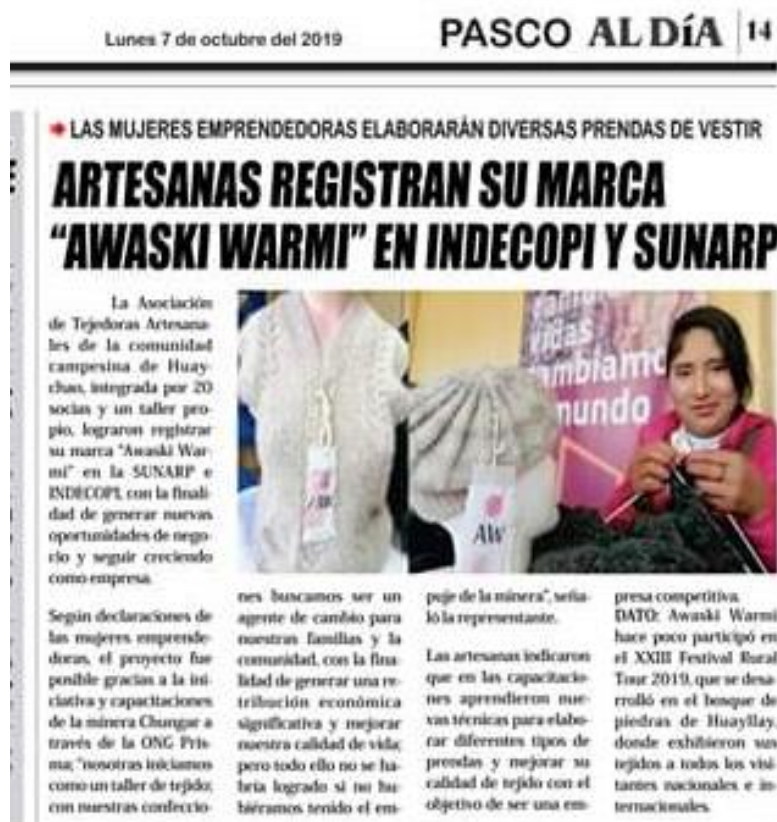 Lunes 7 de octubre del 2019
PASCO AL DÍA 14
LAS MUJERES EMPRENDEDORAS ELABORARÁN DIVERSAS PRENDAS DE VESTIR
ARTESANAS REGISTRAN SU MARCA
“AWASKI WARMI” EN INDECOPI Y SUNARP
La Asociación
de Tejedoras Artesana-
les de la comunidad
campesina de Huay-
chao, integrada por 20
socias y un taller pro-
pio, lograron registrar
su marca "Awaski War-
mi" en la SUNARP e
INDECOPI, con la finali-
dad de generar nuevas
oportunidades de nego-
cio y seguir creciendo
como empresa.
Según declaraciones de
las mujeres emprende-
doras, el proyecto fue
posible gracias a la ini-
ciativa y capacitaciones
de la minera Chungar a
través de la ONG Pris-
ma; "nosotras iniciamos
como un taller de tejido;
con nuestras confeccio-
nes buscamos ser un
agente de cambio para
nuestras familias y la
comunidad, con la fina-
lidad de generar una re-
tribución económica
significativa y mejorar
nuestra calidad de vida;
pero todo ello no se ha-
bría logrado si no hu-
biéramos tenido el em-
puje de la minera", seña-
ló la representante.
Las artesanas indicaron
que en las capacitacio-
nes aprendieron nue-
vas técnicas para elabo-
rar diferentes tipos de
prendas y mejorar su
calidad de tejido con el
objetivo de ser una em-
presa competitiva.
DATO: Awaski Warmi
hace poco participó en
el XXIII Festival Rural
Tour 2019, que se desa-
rrolló en el bosque de
piedras de Huayllay,
donde exhibieron sus
tejidos a todos los visi-
tantes nacionales e in-
ternacionales.
vidas
ambiamo
mundo
AW
AW